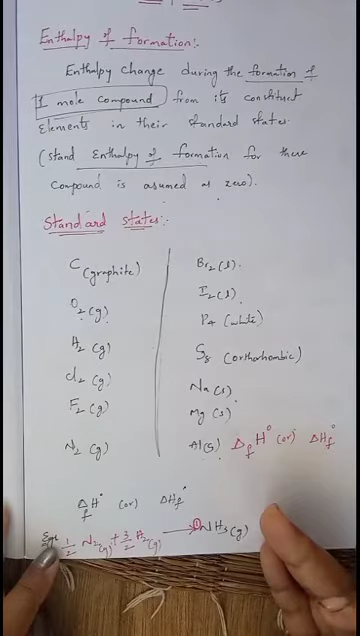 Enthalpy of formation:
Enthalpy change during the formation of
1 mole compound from its constituent
Elements in their standard states.
(stand Enthalpy of formation for these
compound is assumed as zero).
Standard states:
C(graphite)
O₂(g)
H₂(g)
Cl₂(g)
F₂(g)
N₂(g)
Br₂(l)
I₂(l)
P₄(white)
S₈(orthorhombic)
Na(s)
Mg(s)
Al(s) ΔfH° (or) ΔHf°
ΔfH° (or) ΔHf°
Eg: 1/2 N₂(g) + 3/2 H₂(g) → 1 NH₃(g)